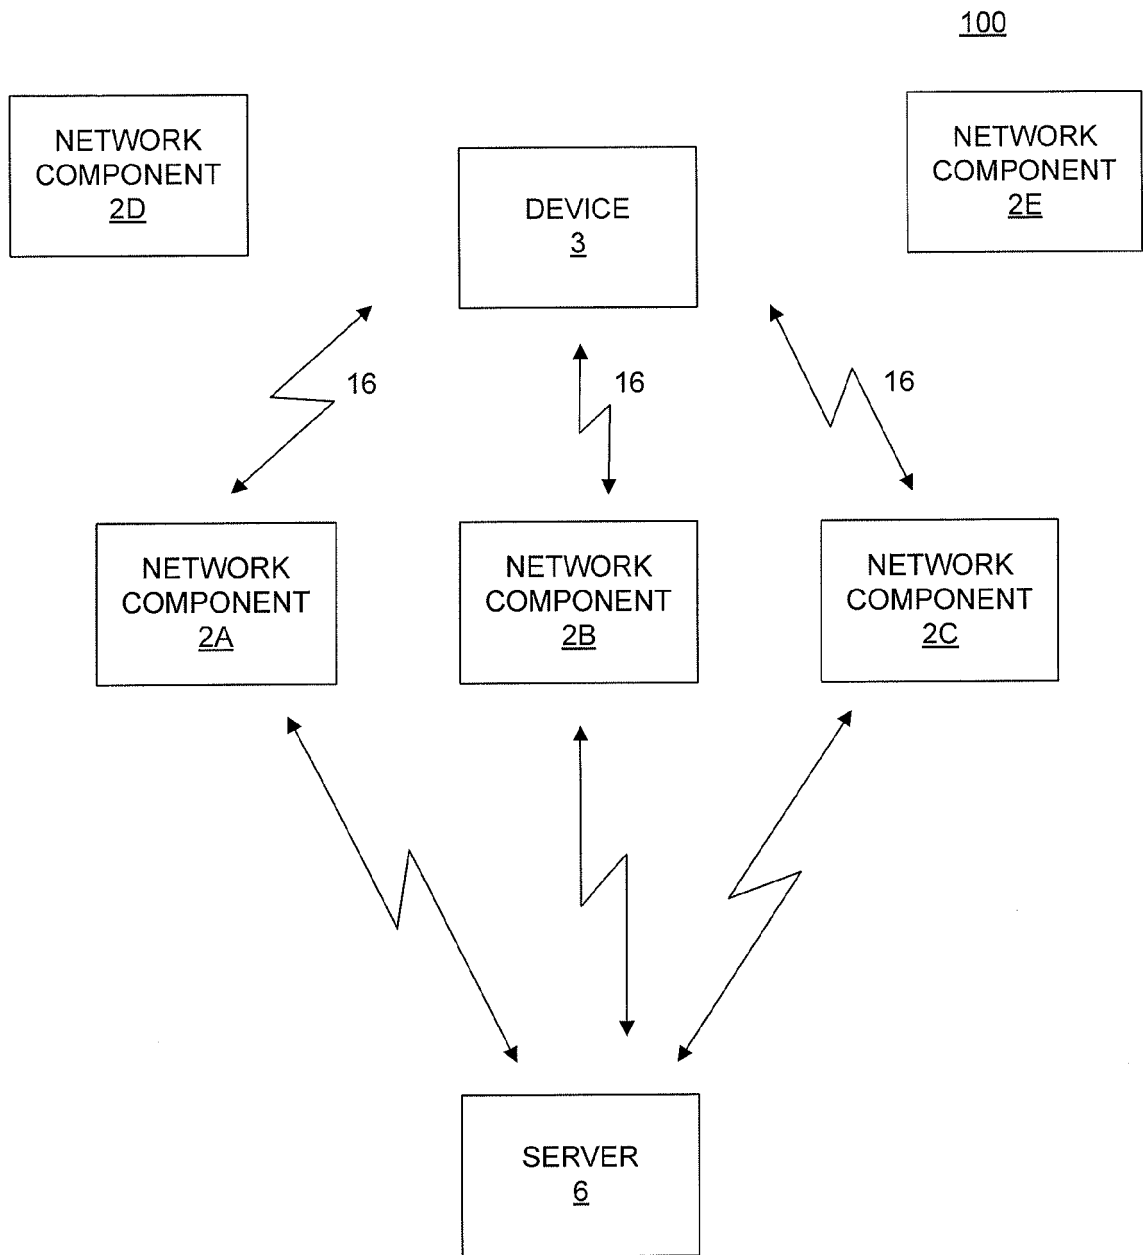 100
NETWORK
COMPONENT
2D
DEVICE
3
NETWORK
COMPONENT
2E
16
16
16
NETWORK
COMPONENT
2A
NETWORK
COMPONENT
2B
NETWORK
COMPONENT
2C
SERVER
6